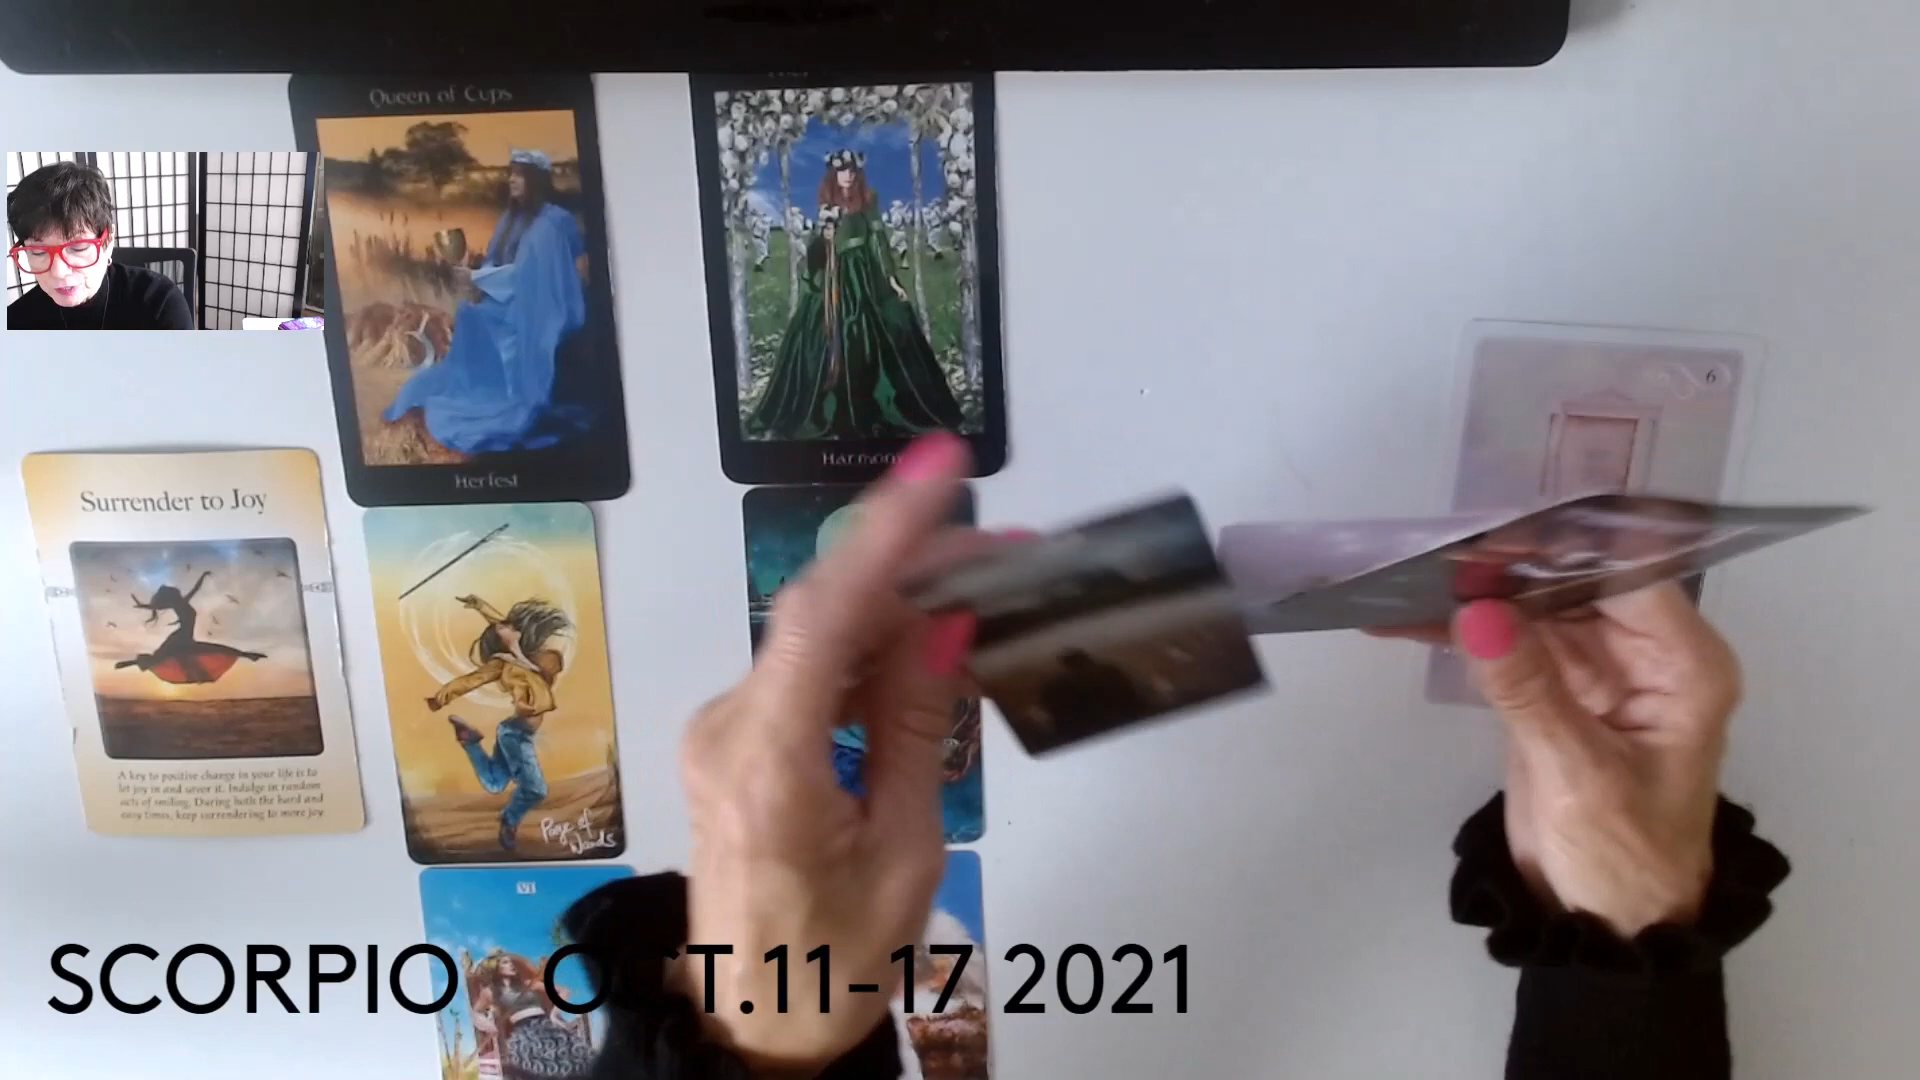 Queen of Cups
Herfest
Harmony
6
Surrender to Joy
A key to positive change in your life is to
let joy in and savor it. Indulge in random
acts of smiling. During both the hard and
easy times, keep surrendering to more joy
Page of
Wands
VI
SCORPIO OCT.11-17 2021